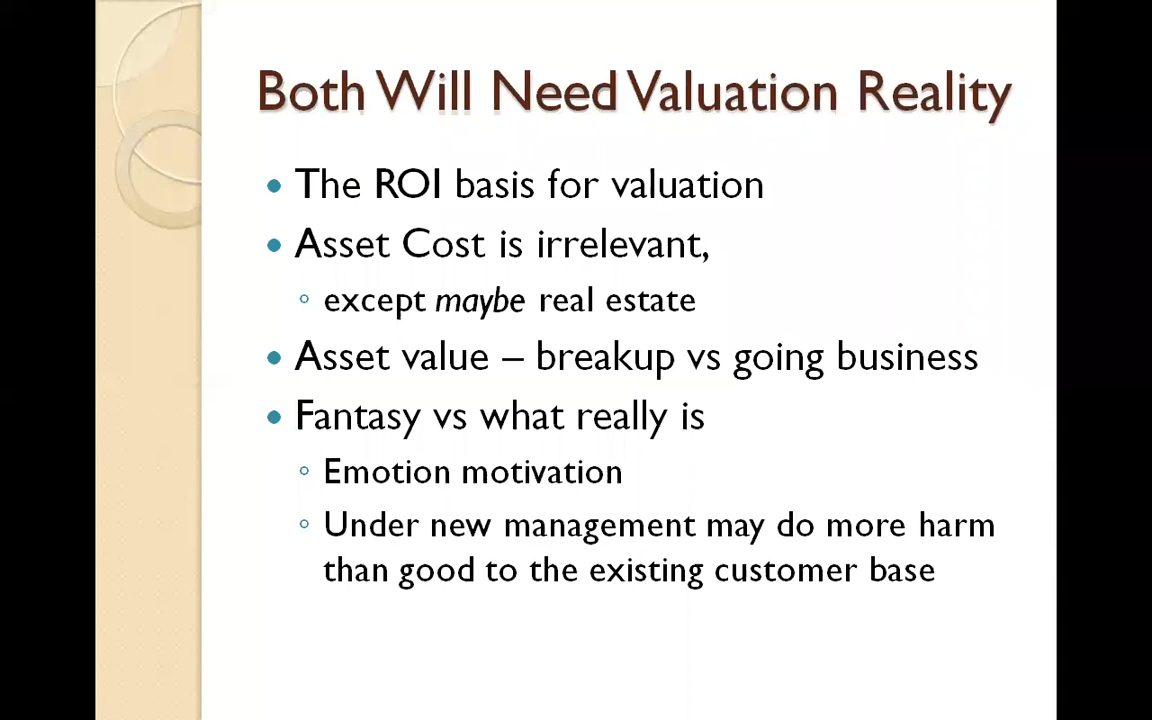 Both Will Need Valuation Reality
• The ROI basis for valuation
• Asset Cost is irrelevant,
◦ except maybe real estate
• Asset value – breakup vs going business
• Fantasy vs what really is
◦ Emotion motivation
◦ Under new management may do more harm
than good to the existing customer base